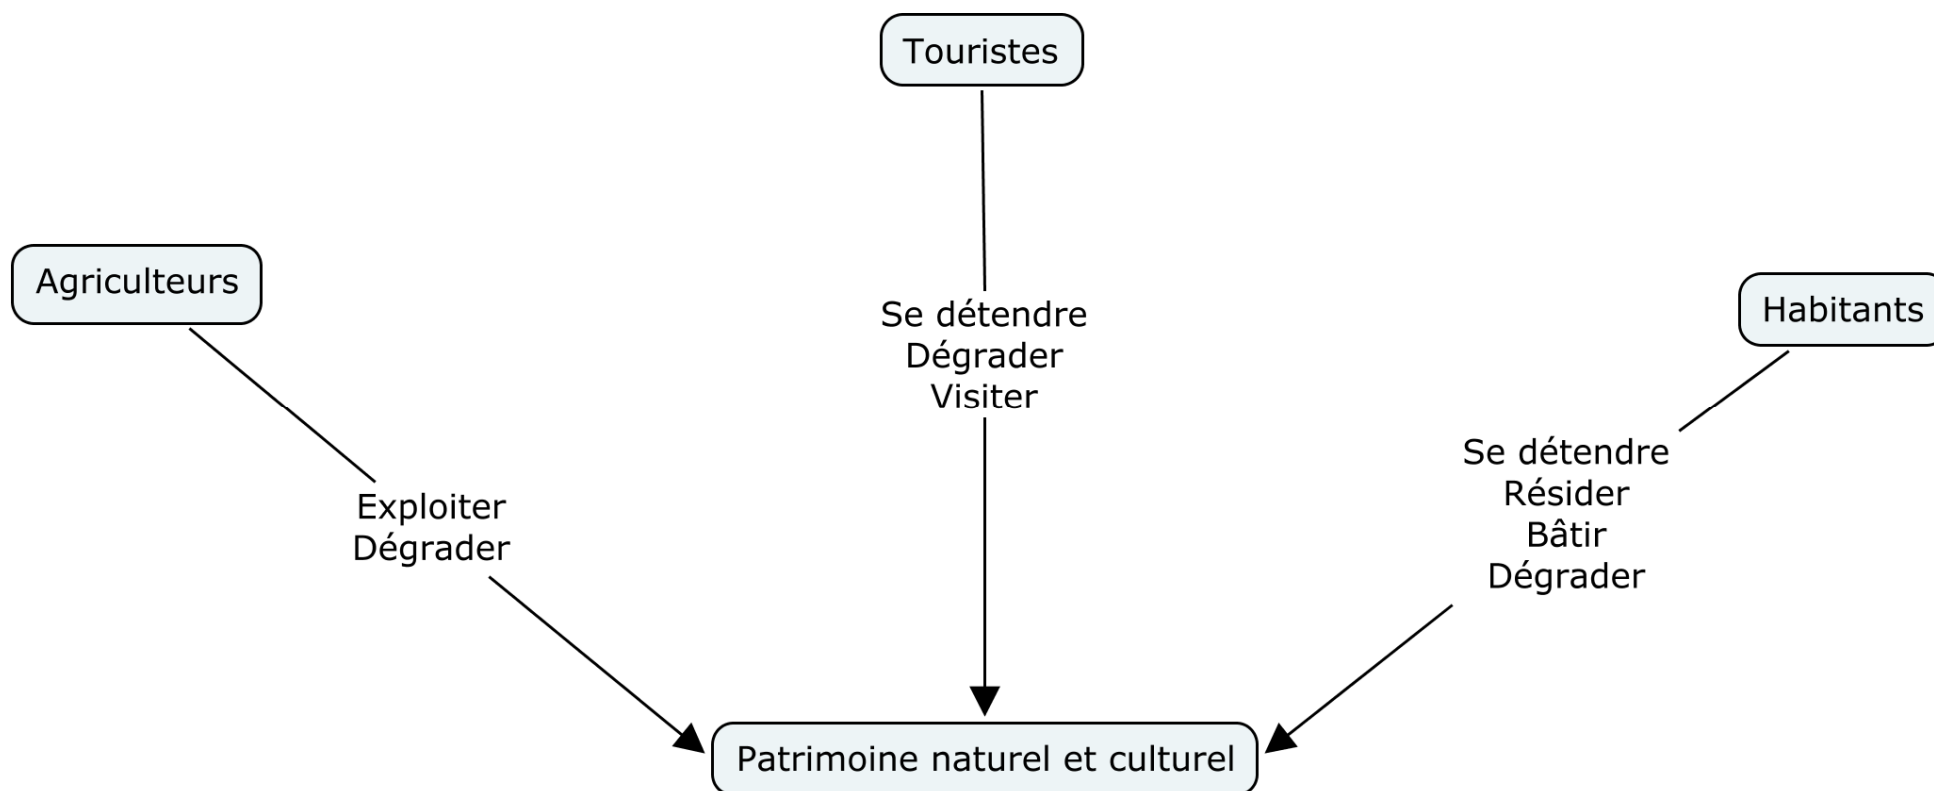 Touristes
Agriculteurs
Habitants
Se détendre
Dégrader
Visiter
Exploiter
Dégrader
Se détendre
Résider
Bâtir
Dégrader
Patrimoine naturel et culturel